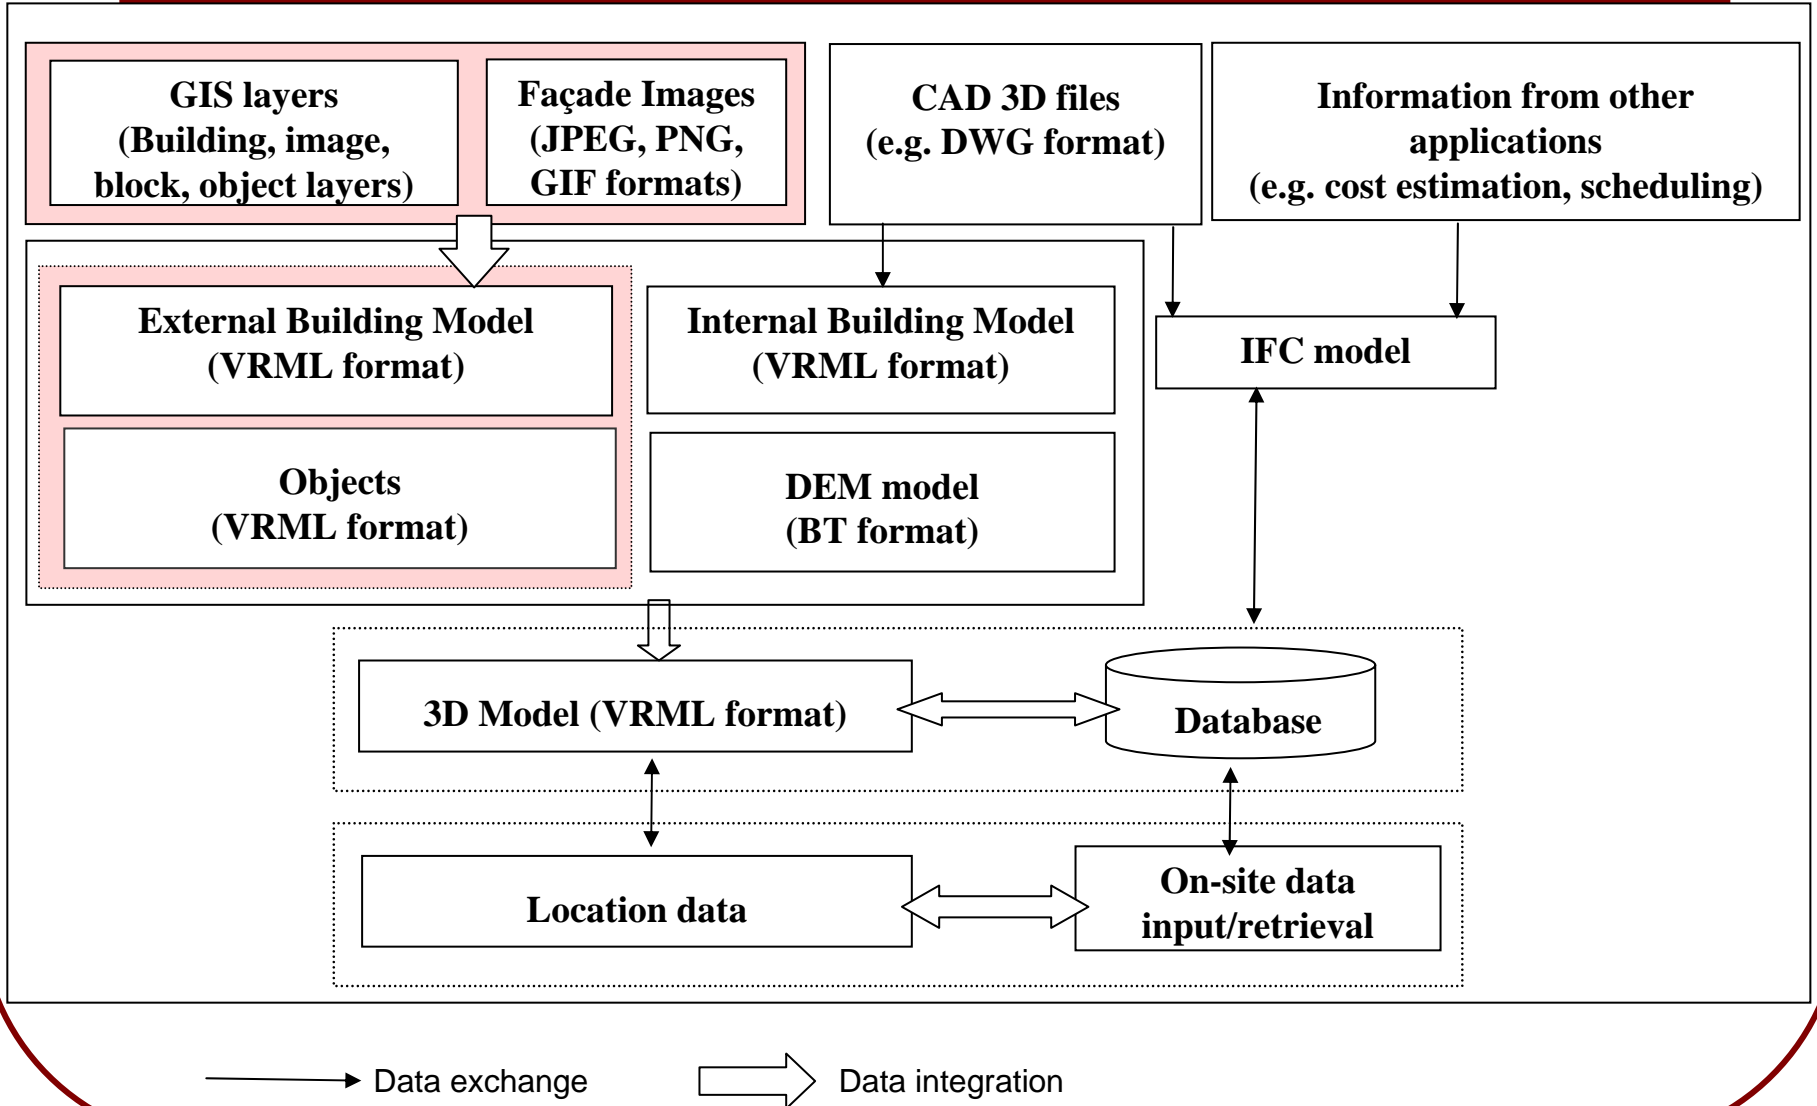 GIS layers
(Building, image,
block, object layers)
Façade Images
(JPEG, PNG,
GIF formats)
CAD 3D files
(e.g. DWG format)
Information from other
applications
(e.g. cost estimation, scheduling)
External Building Model
(VRML format)
Internal Building Model
(VRML format)
IFC model
Objects
(VRML format)
DEM model
(BT format)
3D Model (VRML format)
Database
Location data
On-site data
input/retrieval
Data exchange
Data integration